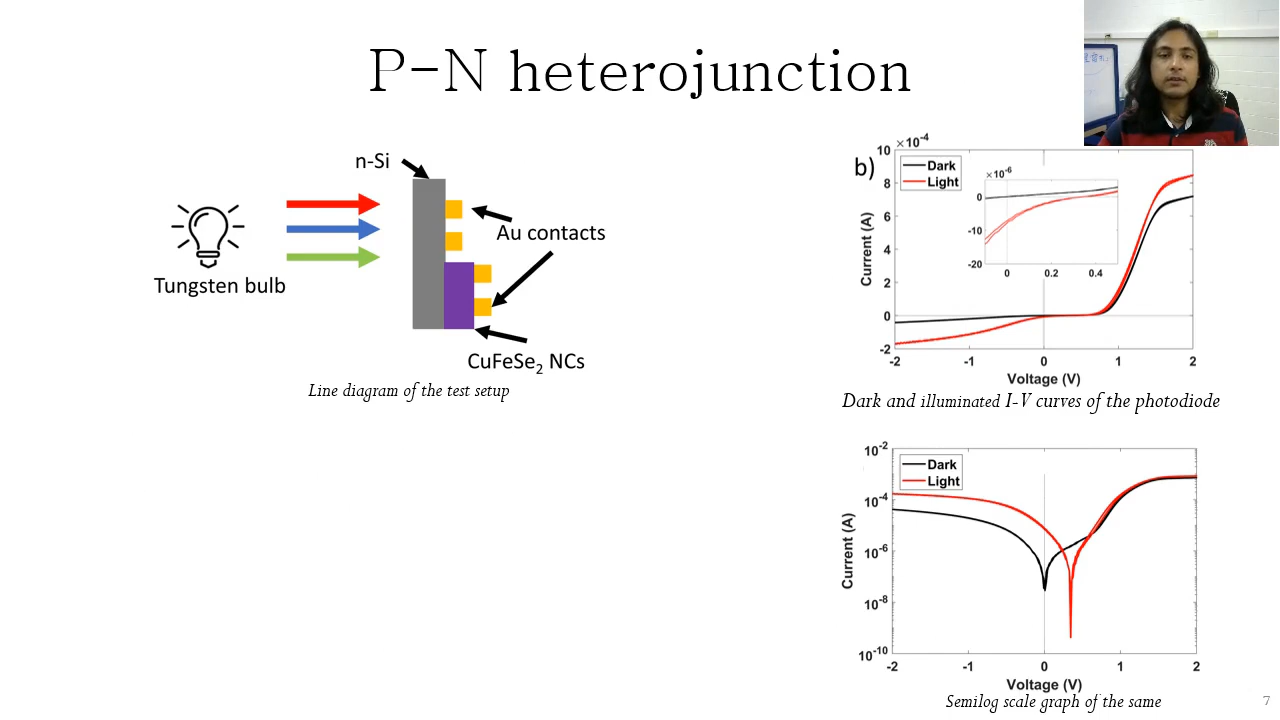 P-N heterojunction
n-Si
Au contacts
Tungsten bulb
CuFeSe₂ NCs
Line diagram of the test setup
b)
×10⁻⁴
10
8
6
4
2
0
-2
Current (A)
Dark
Light
×10⁻⁶
0
-10
-20
0 0.2 0.4
-2 -1 0 1 2
Voltage (V)
Dark and illuminated I-V curves of the photodiode
10⁻²
10⁻⁴
10⁻⁶
10⁻⁸
10⁻¹⁰
Current (A)
Dark
Light
-2 -1 0 1 2
Voltage (V)
Semilog scale graph of the same
7